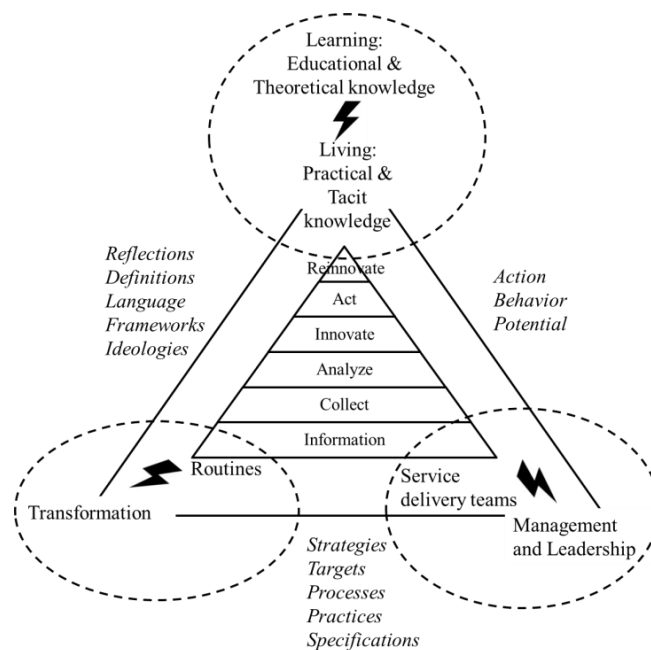 Learning:
Educational &
Theoretical knowledge
Living:
Practical &
Tacit
knowledge
Reflections
Definitions
Language
Frameworks
Ideologies
Action
Behavior
Potential
Reinnovate
Act
Innovate
Analyze
Collect
Information
Routines
Transformation
Service
delivery teams
Management
and Leadership
Strategies
Targets
Processes
Practices
Specifications